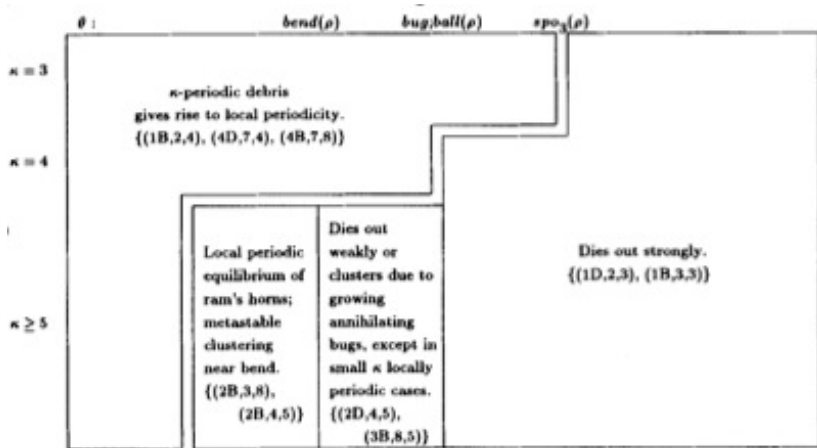 θ : bend(ρ) bug;ball(ρ) spo₃(ρ)
κ = 3
κ-periodic debris
gives rise to local periodicity.
{(1B,2,4), (4D,7,4), (4B,7,8)}
κ = 4
Local periodic
equilibrium of
ram's horns;
metastable
clustering
near bend.
{(2B,3,8),
(2B,4,5)}
Dies out
weakly or
clusters due to
growing
annihilating
bugs, except in
small κ locally
periodic cases.
{(2D,4,5),
(3B,8,5)}
Dies out strongly.
{(1D,2,3), (1B,3,3)}
κ ≥ 5